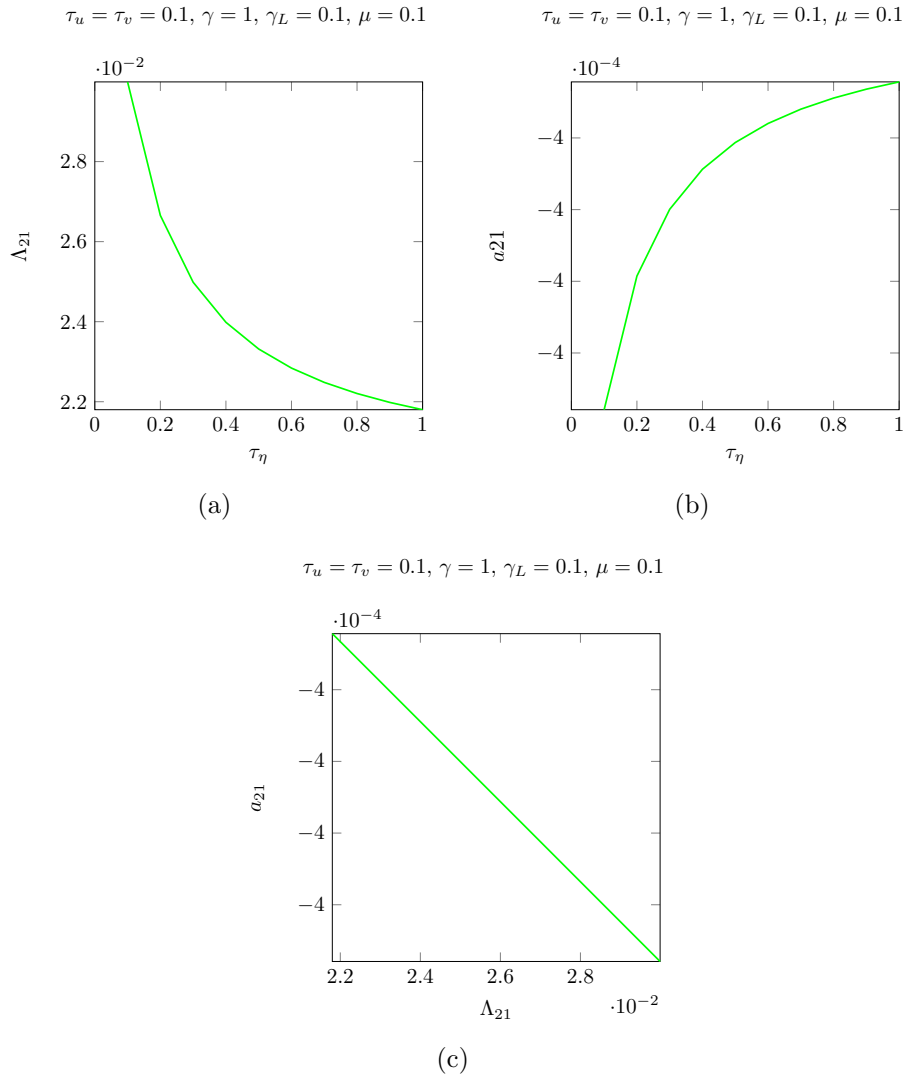 τ_u = τ_v = 0.1, γ = 1, γ_L = 0.1, μ = 0.1
·10⁻²
2.8
2.6
2.4
2.2
Λ₂₁
0 0.2 0.4 0.6 0.8 1
τ_η
(a)
τ_u = τ_v = 0.1, γ = 1, γ_L = 0.1, μ = 0.1
·10⁻⁴
−4
−4
−4
−4
a21
0 0.2 0.4 0.6 0.8 1
τ_η
(b)
τ_u = τ_v = 0.1, γ = 1, γ_L = 0.1, μ = 0.1
·10⁻⁴
−4
−4
−4
−4
a₂₁
2.2 2.4 2.6 2.8
·10⁻²
Λ₂₁
(c)